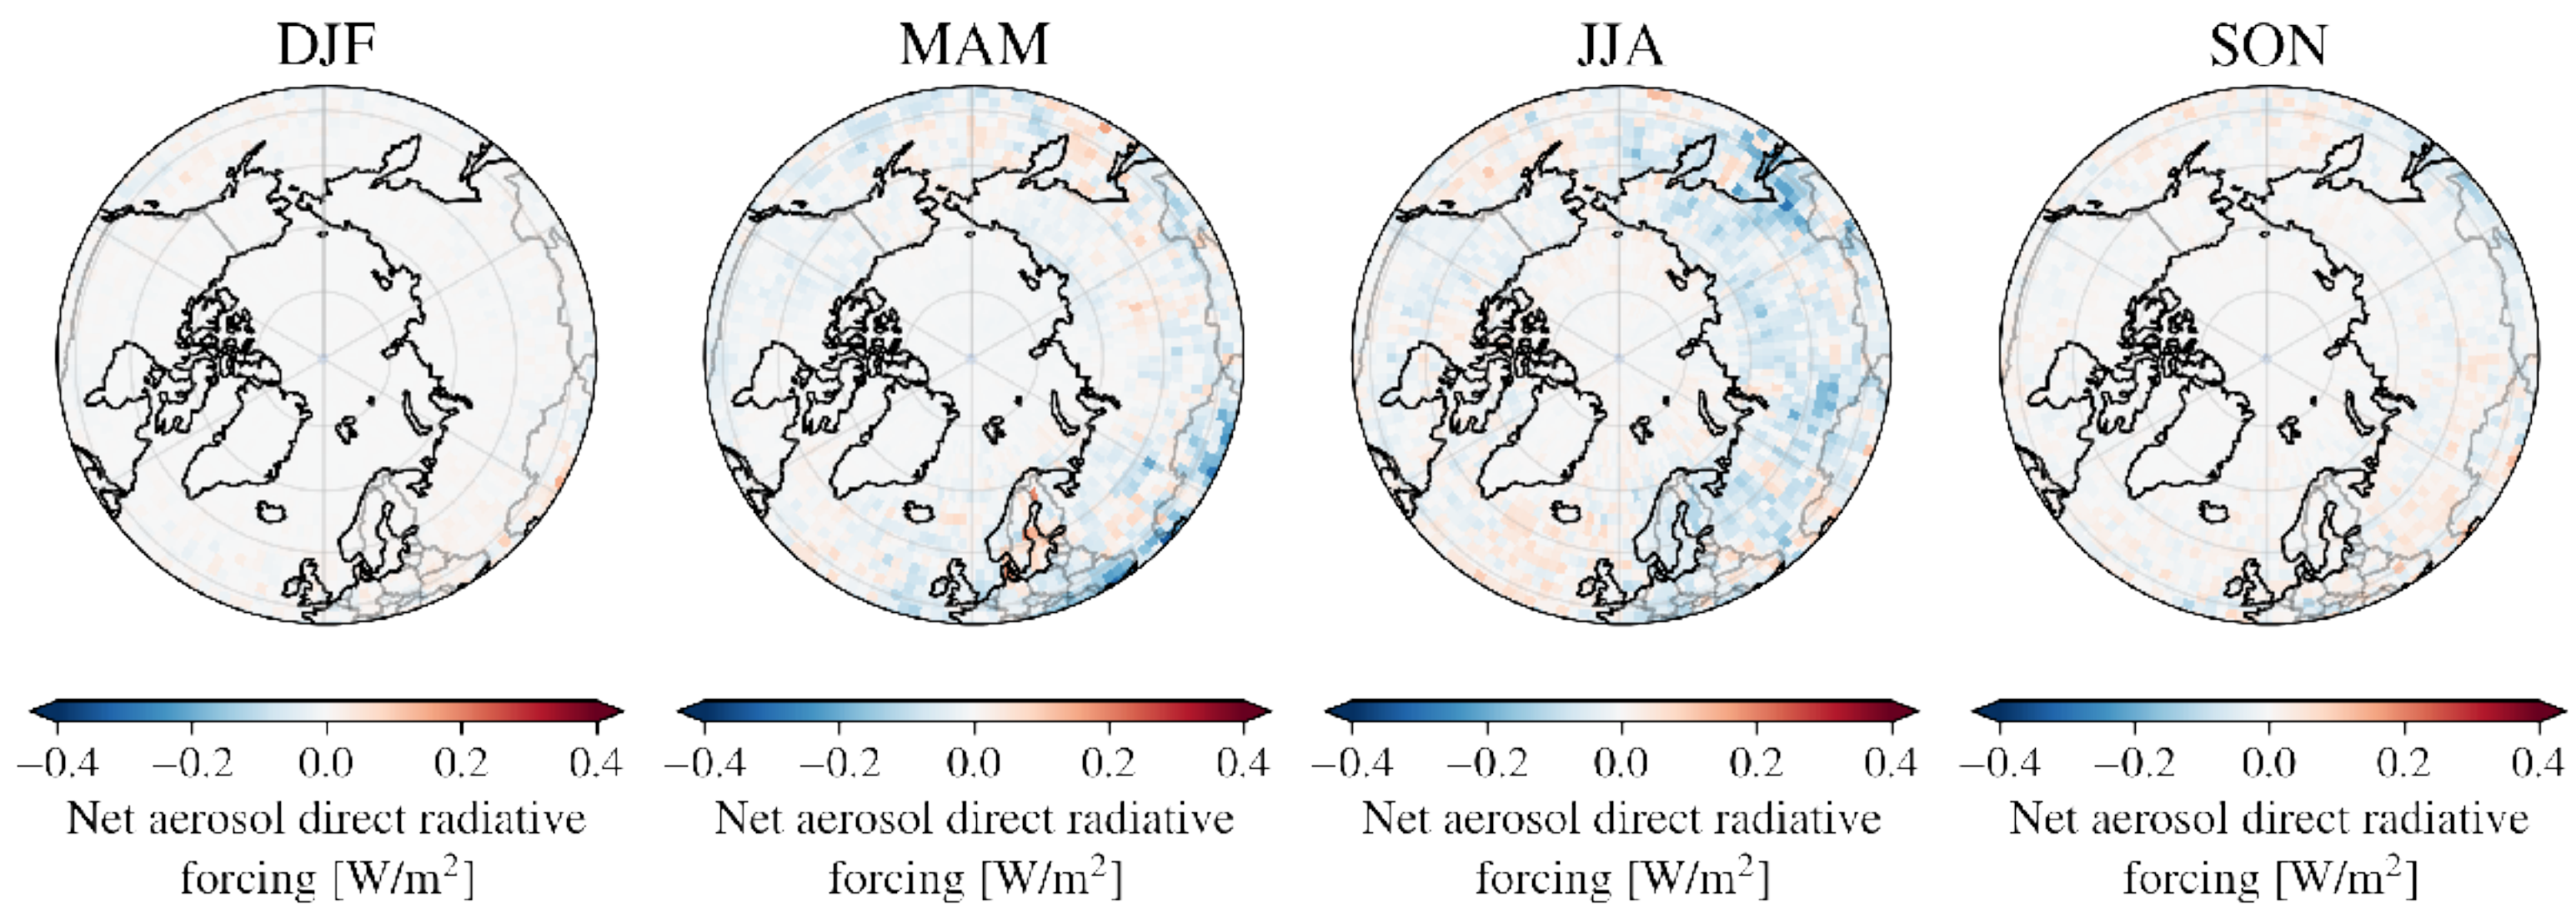 DJF MAM JJA SON
−0.4 −0.2 0.0 0.2 0.4 −0.4 −0.2 0.0 0.2 0.4 −0.4 −0.2 0.0 0.2 0.4 −0.4 −0.2 0.0 0.2 0.4
Net aerosol direct radiative Net aerosol direct radiative Net aerosol direct radiative Net aerosol direct radiative
forcing [W/m²] forcing [W/m²] forcing [W/m²] forcing [W/m²]